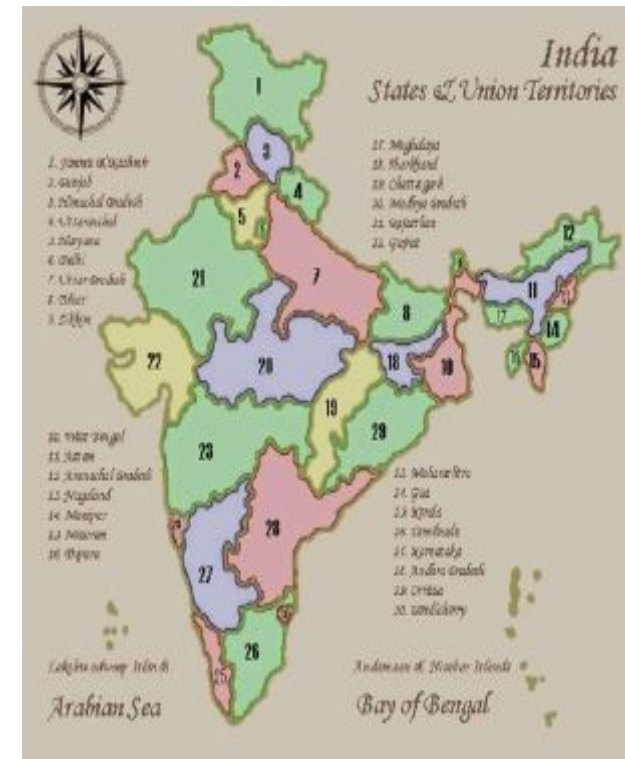 India
States & Union Territories
1. Jammu & Kashmir
2. Punjab
3. Himachal Pradesh
4. Uttaranchal
5. Haryana
6. Delhi
7. Uttar Pradesh
8. Bihar
9. Sikkim
17. Meghalaya
18. Jharkhand
20. Madhya Pradesh
21. Rajasthan
22. Gujrat
1
3
2
4
5
12
7
21
11
8
17
14
22
20
18
10
15
19
29
23
10. West Bengal
11. Assam
12. Arunachal Pradesh
13. Nagaland
14. Manipur
15. Mizoram
16. Tripura
23. Maharashtra
24. Goa
25. Kerala
26. Tamilnadu
27. Karnataka
28. Andhra Pradesh
29. Orrisa
30. Pondicherry
28
27
26
25
Lakshadweep Islands
Andaman & Nicobar Islands
Arabian Sea
Bay of Bengal